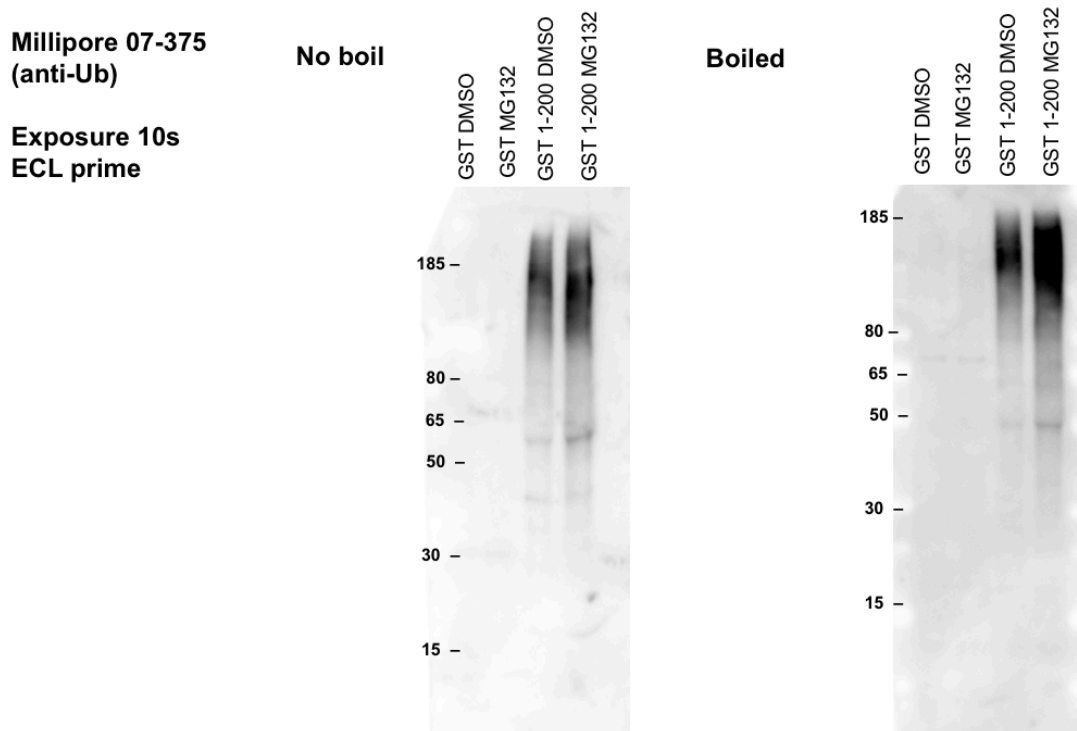 Millipore 07-375
(anti-Ub)
Exposure 10s
ECL prime
No boil
GST DMSO
GST MG132
GST 1-200 DMSO
GST 1-200 MG132
185 –
80 –
65 –
50 –
30 –
15 –
Boiled
GST DMSO
GST MG132
GST 1-200 DMSO
GST 1-200 MG132
185 –
80 –
65 –
50 –
30 –
15 –